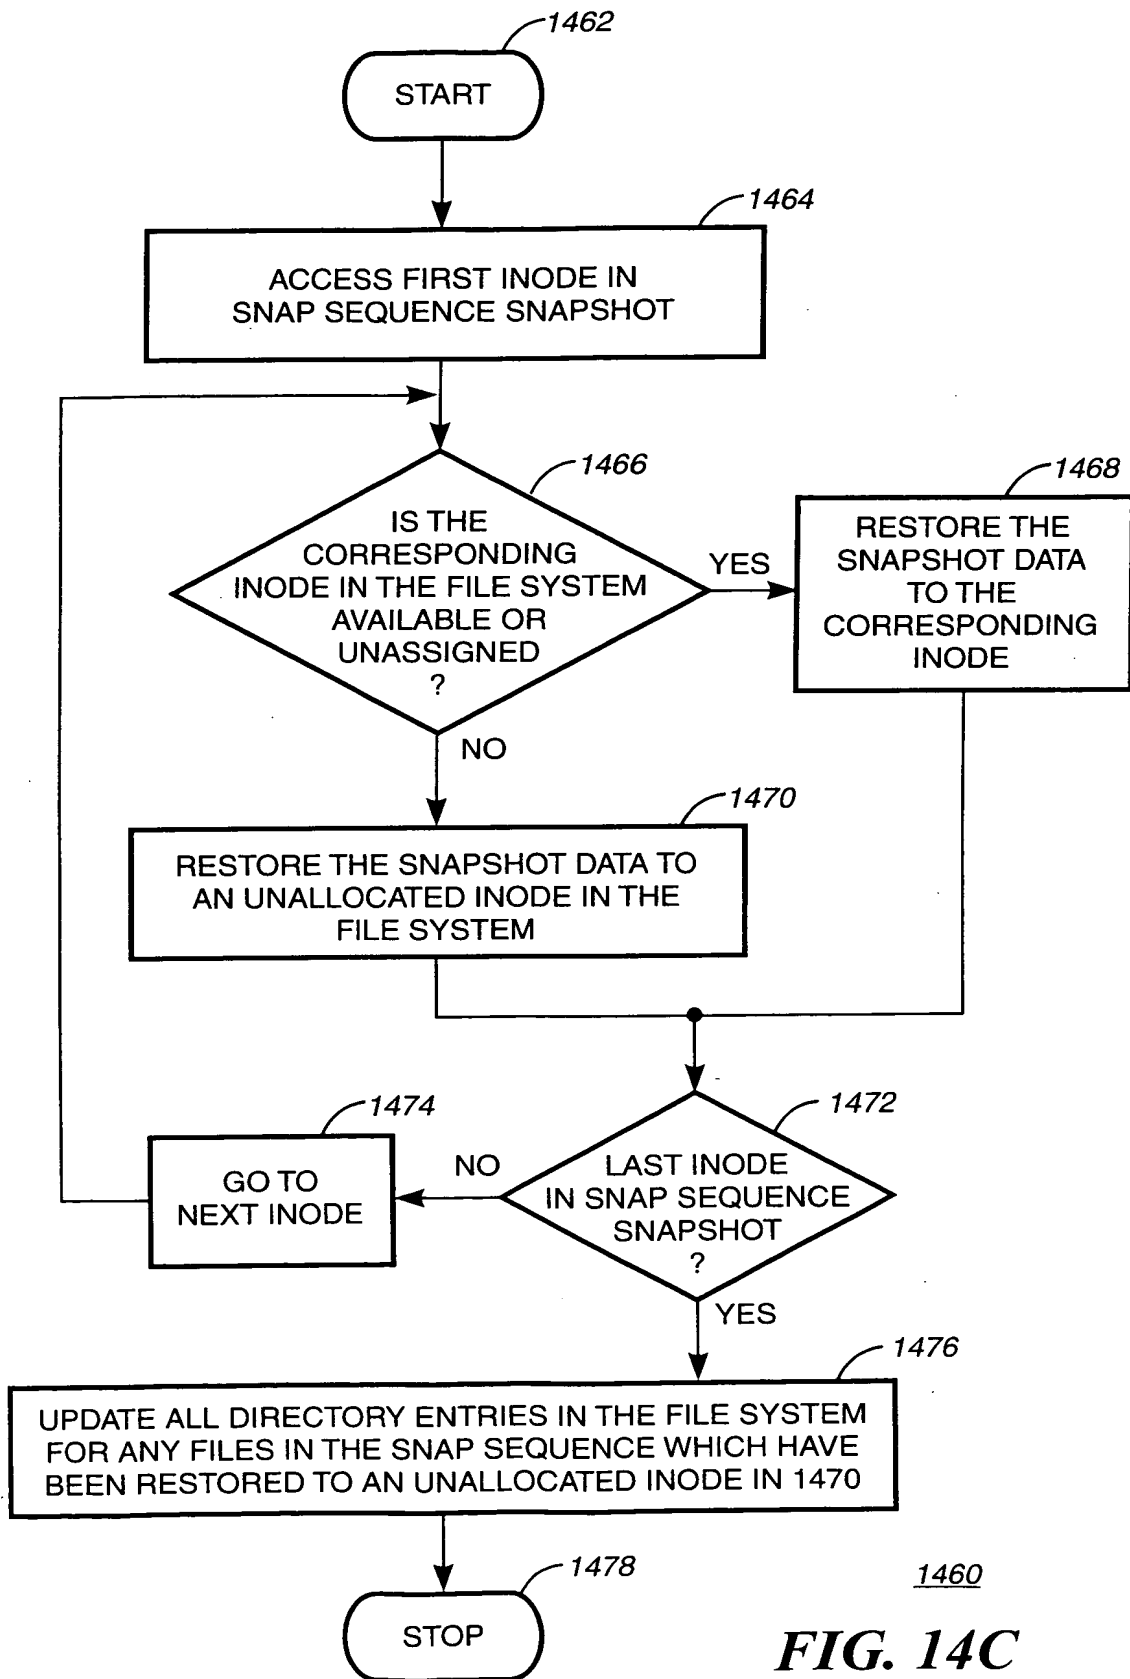 1462
START
1464
ACCESS FIRST INODE IN
SNAP SEQUENCE SNAPSHOT
1466
IS THE
CORRESPONDING
INODE IN THE FILE SYSTEM
AVAILABLE OR
UNASSIGNED
?
YES
1468
RESTORE THE
SNAPSHOT DATA
TO THE
CORRESPONDING
INODE
NO
1470
RESTORE THE SNAPSHOT DATA TO
AN UNALLOCATED INODE IN THE
FILE SYSTEM
1472
LAST INODE
IN SNAP SEQUENCE
SNAPSHOT
?
NO
1474
GO TO
NEXT INODE
YES
1476
UPDATE ALL DIRECTORY ENTRIES IN THE FILE SYSTEM
FOR ANY FILES IN THE SNAP SEQUENCE WHICH HAVE
BEEN RESTORED TO AN UNALLOCATED INODE IN 1470
1478
STOP
1460
FIG. 14C